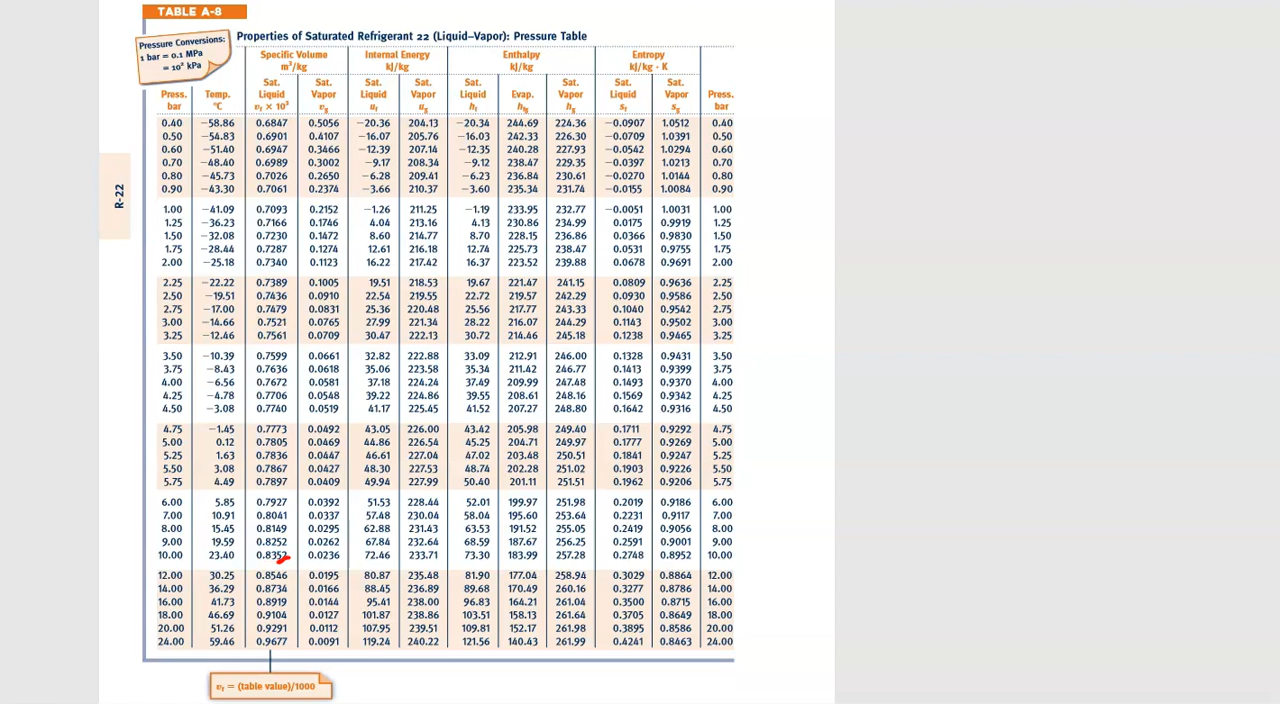 TABLE A-8
Pressure Conversions:
1 bar = 0.1 MPa
= 10² kPa
Properties of Saturated Refrigerant 22 (Liquid–Vapor): Pressure Table
Specific Volume Internal Energy Enthalpy Entropy
m³/kg kJ/kg kJ/kg kJ/kg · K
Sat. Sat. Sat. Sat. Sat. Sat. Sat. Sat.
Press. Temp. Liquid Vapor Liquid Vapor Liquid Evap. Vapor Liquid Vapor Press.
bar °C vf × 10³ vg uf ug hf hfg hg sf sg bar
0.40 −58.86 0.6847 0.5056 −20.36 204.13 −20.34 244.69 224.36 −0.0907 1.0512 0.40
0.50 −54.83 0.6901 0.4107 −16.07 205.76 −16.03 242.33 226.30 −0.0709 1.0391 0.50
0.60 −51.40 0.6947 0.3466 −12.39 207.14 −12.35 240.28 227.93 −0.0542 1.0294 0.60
0.70 −48.40 0.6989 0.3002 −9.17 208.34 −9.12 238.47 229.35 −0.0397 1.0213 0.70
0.80 −45.73 0.7026 0.2650 −6.28 209.41 −6.23 236.84 230.61 −0.0270 1.0144 0.80
0.90 −43.30 0.7061 0.2374 −3.66 210.37 −3.60 235.34 231.74 −0.0155 1.0084 0.90
R-22
1.00 −41.09 0.7093 0.2152 −1.26 211.25 −1.19 233.95 232.77 −0.0051 1.0031 1.00
1.25 −36.23 0.7166 0.1746 4.04 213.16 4.13 230.86 234.99 0.0175 0.9919 1.25
1.50 −32.08 0.7230 0.1472 8.60 214.77 8.70 228.15 236.86 0.0366 0.9830 1.50
1.75 −28.44 0.7287 0.1274 12.61 216.18 12.74 225.73 238.47 0.0531 0.9755 1.75
2.00 −25.18 0.7340 0.1123 16.22 217.42 16.37 223.52 239.88 0.0678 0.9691 2.00
2.25 −22.22 0.7389 0.1005 19.51 218.53 19.67 221.47 241.15 0.0809 0.9636 2.25
2.50 −19.51 0.7436 0.0910 22.54 219.55 22.72 219.57 242.29 0.0930 0.9586 2.50
2.75 −17.00 0.7479 0.0831 25.36 220.48 25.56 217.77 243.33 0.1040 0.9542 2.75
3.00 −14.66 0.7521 0.0765 27.99 221.34 28.22 216.07 244.29 0.1143 0.9502 3.00
3.25 −12.46 0.7561 0.0709 30.47 222.13 30.72 214.46 245.18 0.1238 0.9465 3.25
3.50 −10.39 0.7599 0.0661 32.82 222.88 33.09 212.91 246.00 0.1328 0.9431 3.50
3.75 −8.43 0.7636 0.0618 35.06 223.58 35.34 211.42 246.77 0.1413 0.9399 3.75
4.00 −6.56 0.7672 0.0581 37.18 224.24 37.49 209.99 247.48 0.1493 0.9370 4.00
4.25 −4.78 0.7706 0.0548 39.22 224.86 39.55 208.61 248.16 0.1569 0.9342 4.25
4.50 −3.08 0.7740 0.0519 41.17 225.45 41.52 207.27 248.80 0.1642 0.9316 4.50
4.75 −1.45 0.7773 0.0492 43.05 226.00 43.42 205.98 249.40 0.1711 0.9292 4.75
5.00 0.12 0.7805 0.0469 44.86 226.54 45.25 204.71 249.97 0.1777 0.9269 5.00
5.25 1.63 0.7836 0.0447 46.61 227.04 47.02 203.48 250.51 0.1841 0.9247 5.25
5.50 3.08 0.7867 0.0427 48.30 227.53 48.74 202.28 251.02 0.1903 0.9226 5.50
5.75 4.49 0.7897 0.0409 49.94 227.99 50.40 201.11 251.51 0.1962 0.9206 5.75
6.00 5.85 0.7927 0.0392 51.53 228.44 52.01 199.97 251.98 0.2019 0.9186 6.00
7.00 10.91 0.8041 0.0337 57.48 230.04 58.04 195.60 253.64 0.2231 0.9117 7.00
8.00 15.45 0.8149 0.0295 62.88 231.43 63.53 191.52 255.05 0.2419 0.9056 8.00
9.00 19.59 0.8252 0.0262 67.84 232.64 68.59 187.67 256.25 0.2591 0.9001 9.00
10.00 23.40 0.8352 0.0236 72.46 233.71 73.30 183.99 257.28 0.2748 0.8952 10.00
12.00 30.25 0.8546 0.0195 80.87 235.48 81.90 177.04 258.94 0.3029 0.8864 12.00
14.00 36.29 0.8734 0.0166 88.45 236.89 89.68 170.49 260.16 0.3277 0.8786 14.00
16.00 41.73 0.8919 0.0144 95.41 238.00 96.83 164.21 261.04 0.3500 0.8715 16.00
18.00 46.69 0.9104 0.0127 101.87 238.86 103.51 158.13 261.64 0.3705 0.8649 18.00
20.00 51.26 0.9291 0.0112 107.95 239.51 109.81 152.17 261.98 0.3895 0.8586 20.00
24.00 59.46 0.9677 0.0091 119.24 240.22 121.56 140.43 261.99 0.4241 0.8463 24.00
vf = (table value)/1000